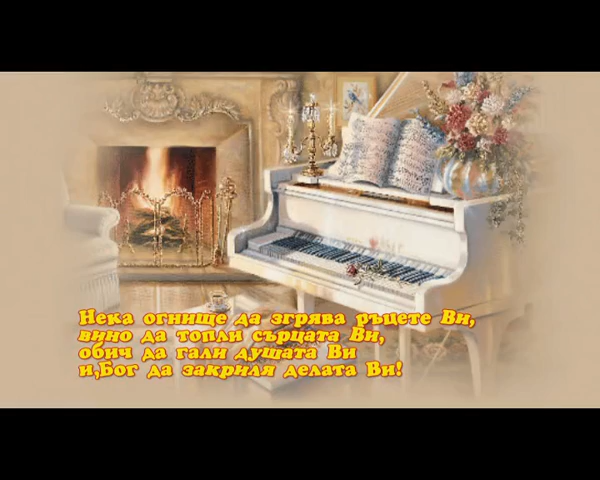 Нека огнище да згрява ръцете Ви,
вино да топли сърцата Ви,
обич да гали душата Ви
и,Бог да закриля делата Ви!